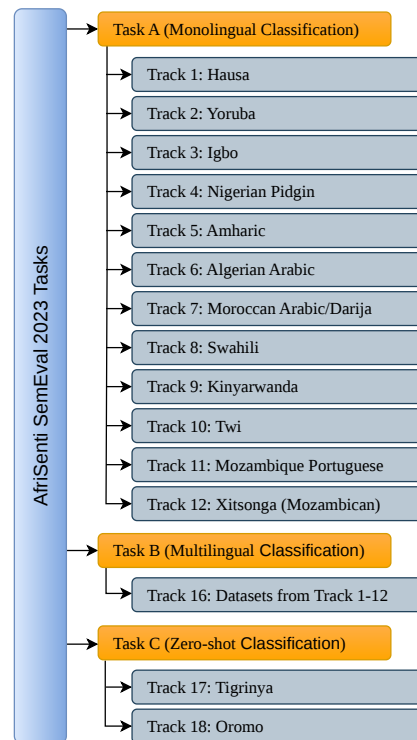 AfriSenti SemEval 2023 Tasks
Task A (Monolingual Classification)
Track 1: Hausa
Track 2: Yoruba
Track 3: Igbo
Track 4: Nigerian Pidgin
Track 5: Amharic
Track 6: Algerian Arabic
Track 7: Moroccan Arabic/Darija
Track 8: Swahili
Track 9: Kinyarwanda
Track 10: Twi
Track 11: Mozambique Portuguese
Track 12: Xitsonga (Mozambican)
Task B (Multilingual Classification)
Track 16: Datasets from Track 1-12
Task C (Zero-shot Classification)
Track 17: Tigrinya
Track 18: Oromo